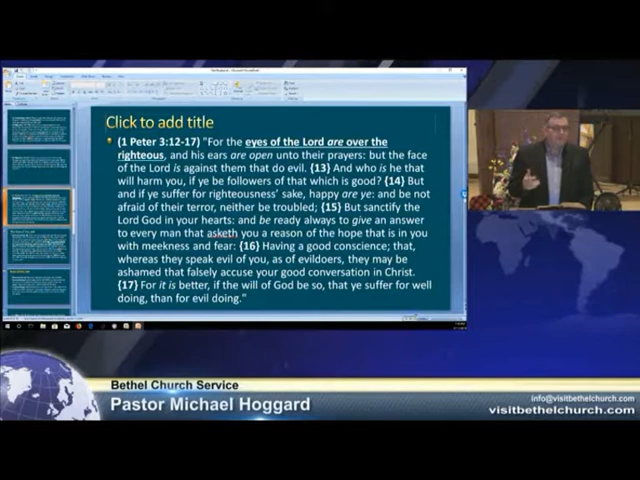 Click to add title
(1 Peter 3:12-17) "For the eyes of the Lord are over the
righteous, and his ears are open unto their prayers: but the face
of the Lord is against them that do evil. {13} And who is he that
will harm you, if ye be followers of that which is good? {14} But
and if ye suffer for righteousness' sake, happy are ye: and be not
afraid of their terror, neither be troubled; {15} But sanctify the
Lord God in your hearts: and be ready always to give an answer
to every man that asketh you a reason of the hope that is in you
with meekness and fear: {16} Having a good conscience; that,
whereas they speak evil of you, as of evildoers, they may be
ashamed that falsely accuse your good conversation in Christ.
{17} For it is better, if the will of God be so, that ye suffer for well
doing, than for evil doing."
Bethel Church Service
Pastor Michael Hoggard
info@visitbethelchurch.com
visitbethelchurch.com